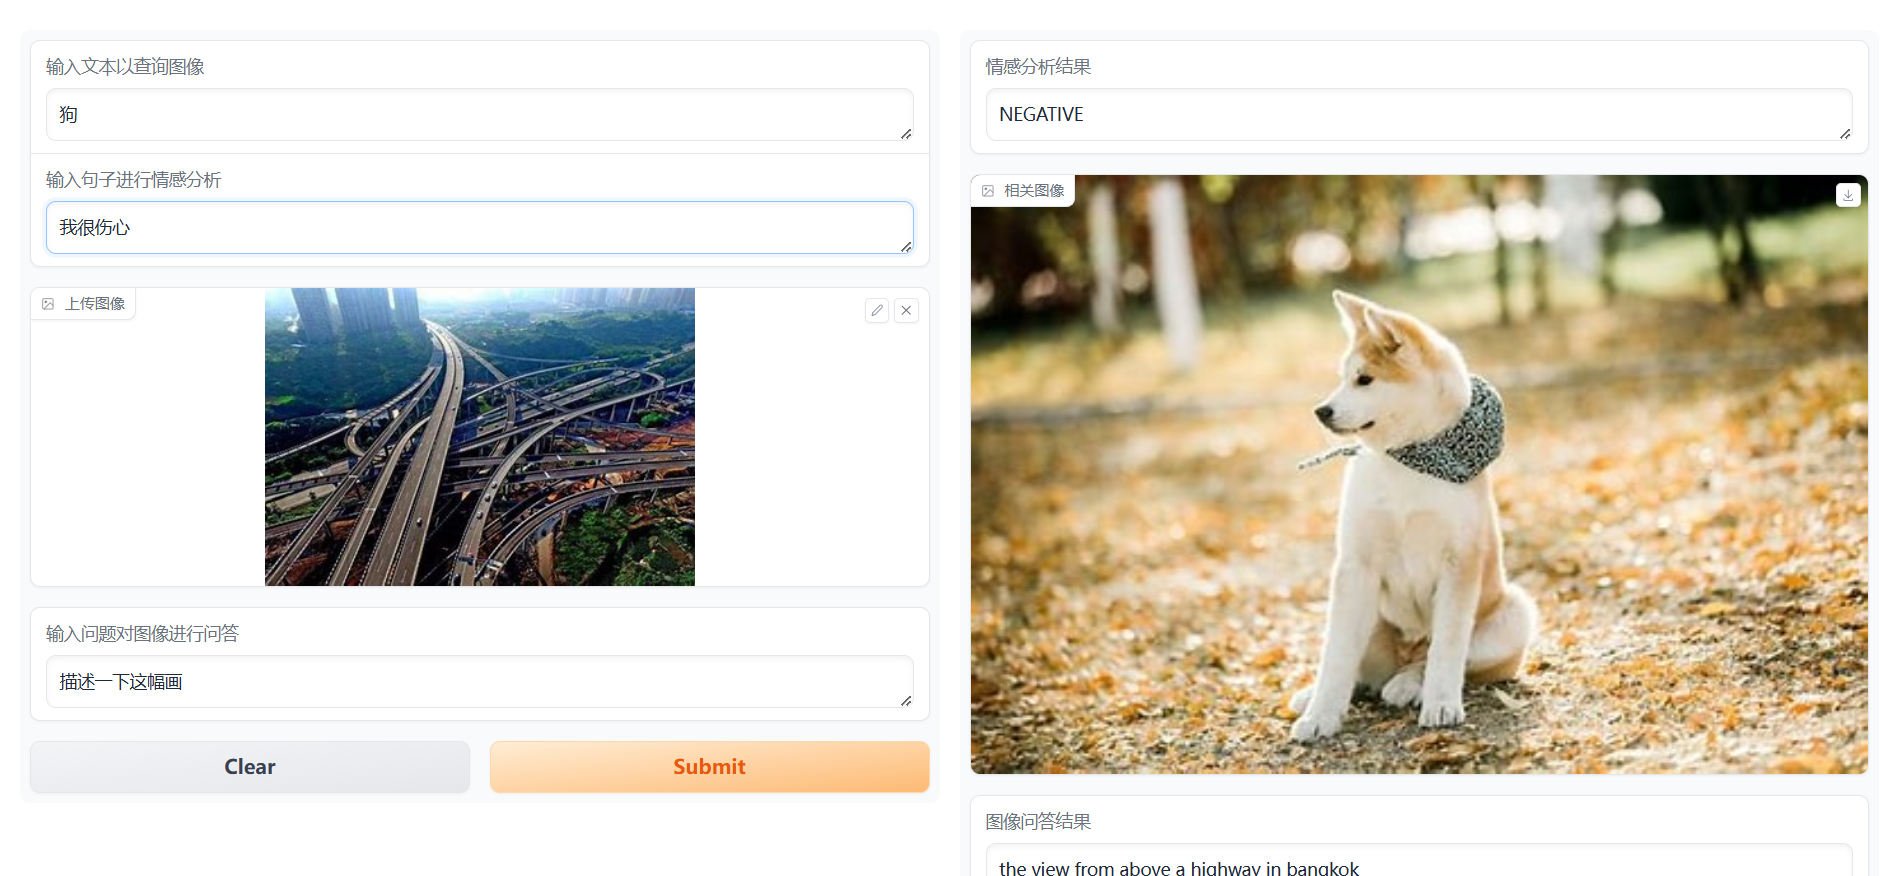 输入文本以查询图像
狗
输入句子进行情感分析
我很伤心
上传图像
输入问题对图像进行问答
描述一下这幅画
Clear
Submit
情感分析结果
NEGATIVE
相关图像
图像问答结果
the view from above a highway in bangkok